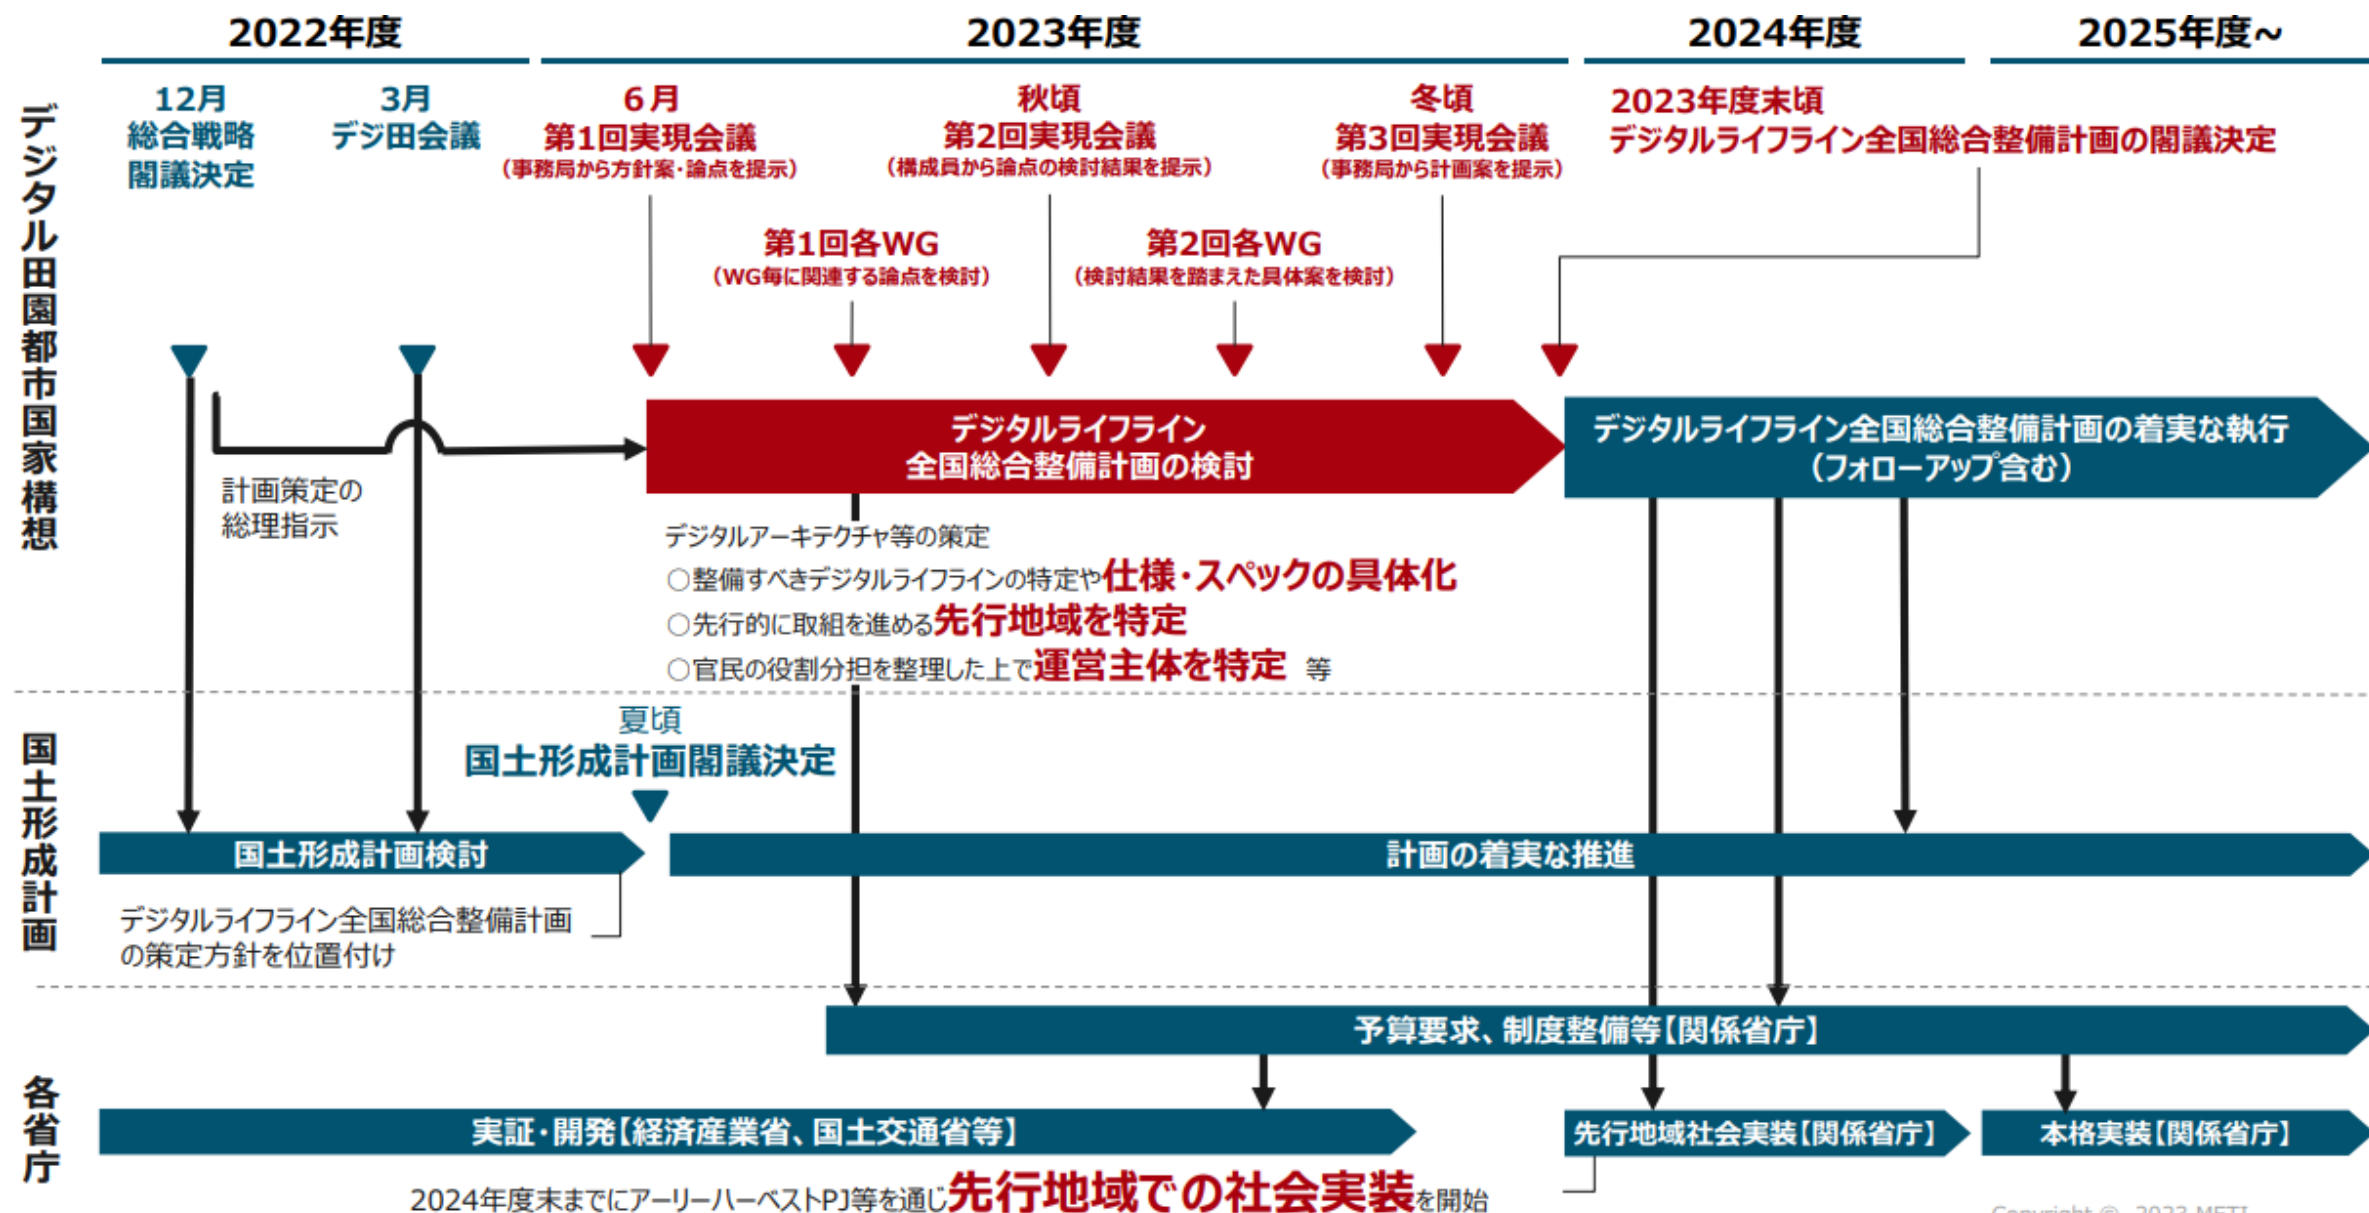 2022年度
2023年度
2024年度
2025年度~
デジタル田園都市国家構想
12月
総合戦略
閣議決定
3月
デジ田会議
6月
第1回実現会議
(事務局から方針案・論点を提示)
秋頃
第2回実現会議
(構成員から論点の検討結果を提示)
冬頃
第3回実現会議
(事務局から計画案を提示)
2023年度末頃
デジタルライフライン全国総合整備計画の閣議決定
第1回各WG
(WG毎に関連する論点を検討)
第2回各WG
(検討結果を踏まえた具体案を検討)
デジタルライフライン
全国総合整備計画の検討
デジタルライフライン全国総合整備計画の着実な執行
(フォローアップ含む)
計画策定の
総理指示
デジタルアーキテクチャ等の策定
○整備すべきデジタルライフラインの特定や仕様・スペックの具体化
○先行的に取組を進める先行地域を特定
○官民の役割分担を整理した上で運営主体を特定 等
国土形成計画
夏頃
国土形成計画閣議決定
国土形成計画検討
計画の着実な推進
デジタルライフライン全国総合整備計画
の策定方針を位置付け
各省庁
予算要求、制度整備等【関係省庁】
実証・開発【経済産業省、国土交通省等】
先行地域社会実装【関係省庁】
本格実装【関係省庁】
2024年度末までにアーリーハーベストPJ等を通じ先行地域での社会実装を開始
Copyright © 2023 METI